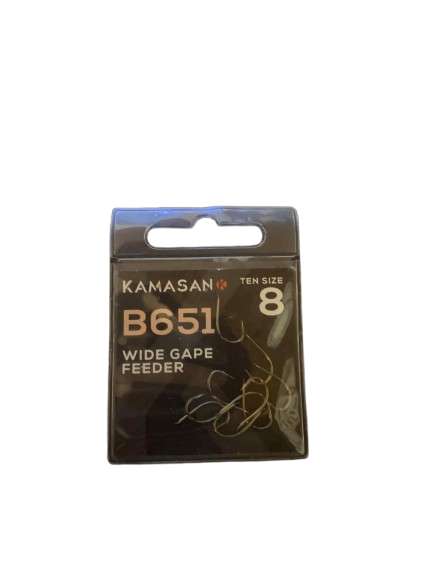 KAMASAN K
TEN SIZE
8
B651
WIDE GAPE
FEEDER